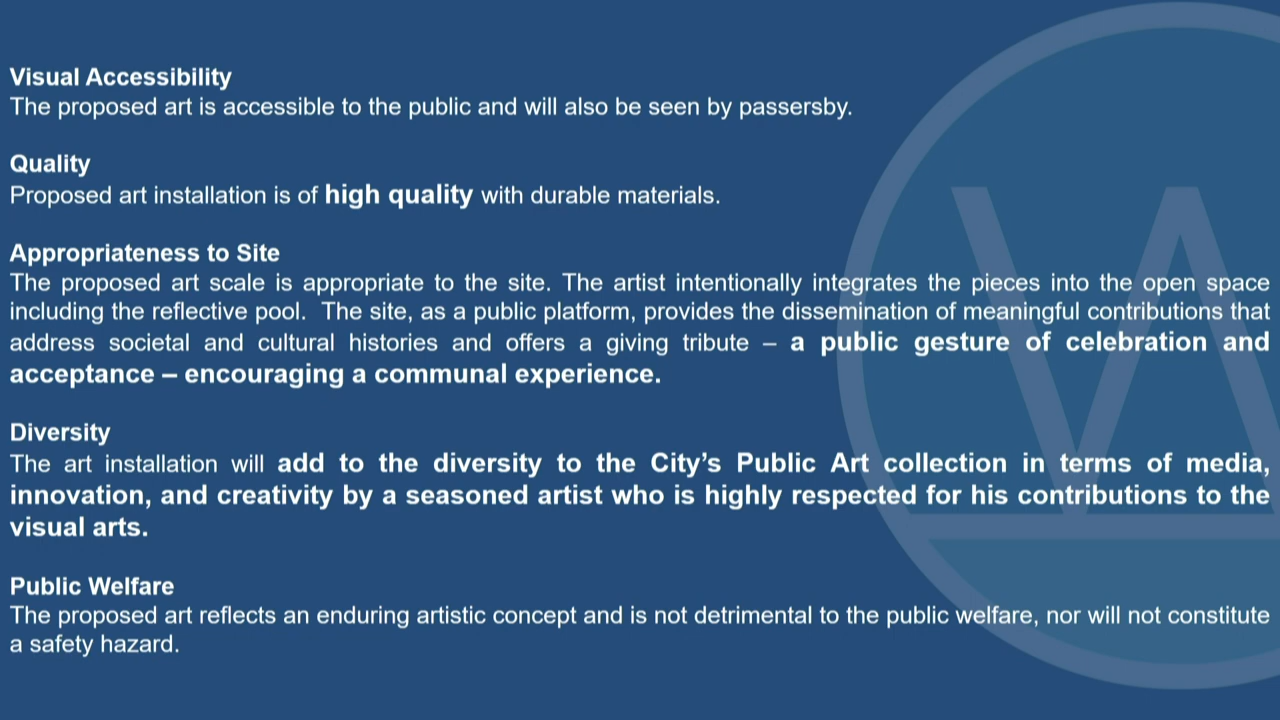 Visual Accessibility
The proposed art is accessible to the public and will also be seen by passersby.
Quality
Proposed art installation is of high quality with durable materials.
Appropriateness to Site
The proposed art scale is appropriate to the site. The artist intentionally integrates the pieces into the open space
including the reflective pool.  The site, as a public platform, provides the dissemination of meaningful contributions that
address societal and cultural histories and offers a giving tribute – a public gesture of celebration and
acceptance – encouraging a communal experience.
Diversity
The art installation will add to the diversity to the City’s Public Art collection in terms of media,
innovation, and creativity by a seasoned artist who is highly respected for his contributions to the
visual arts.
Public Welfare
The proposed art reflects an enduring artistic concept and is not detrimental to the public welfare, nor will not constitute
a safety hazard.